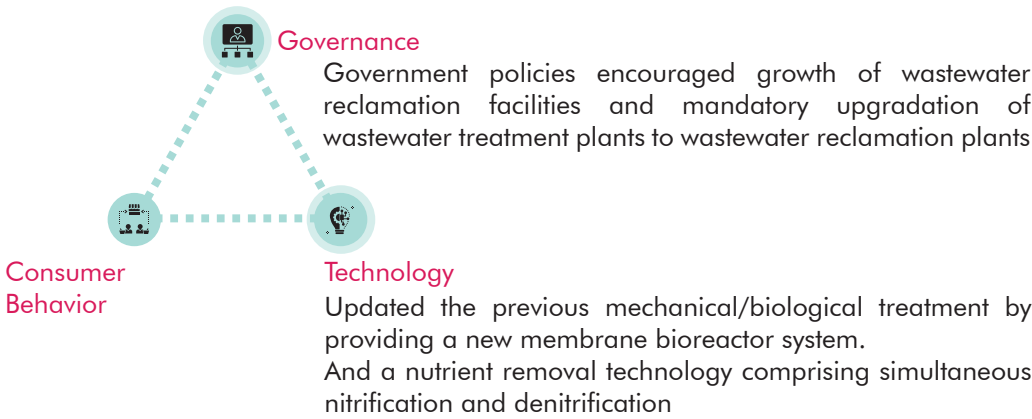 Governance
Government policies encouraged growth of wastewater
reclamation facilities and mandatory upgradation of
wastewater treatment plants to wastewater reclamation plants
Consumer
Behavior
Technology
Updated the previous mechanical/biological treatment by
providing a new membrane bioreactor system.
And a nutrient removal technology comprising simultaneous
nitrification and denitrification